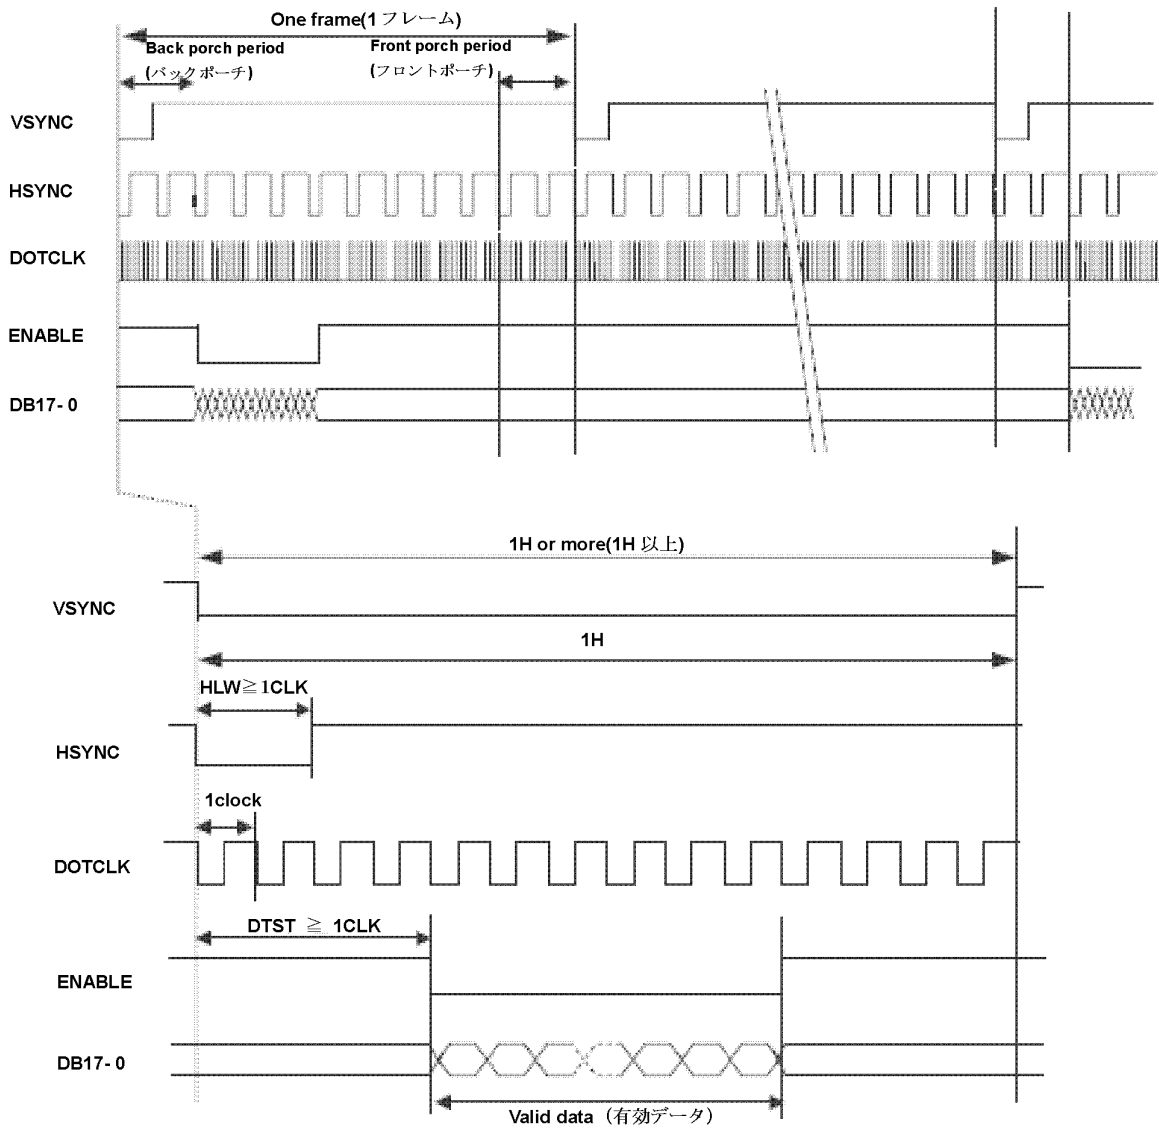 One frame(1 フレーム)
Back porch period
(バックポーチ)
Front porch period
(フロントポーチ)
VSYNC
HSYNC
DOTCLK
ENABLE
DB17-0
1H or more(1H 以上)
VSYNC
1H
HLW≧1CLK
HSYNC
1clock
DOTCLK
DTST ≧ 1CLK
ENABLE
DB17-0
Valid data (有効データ)